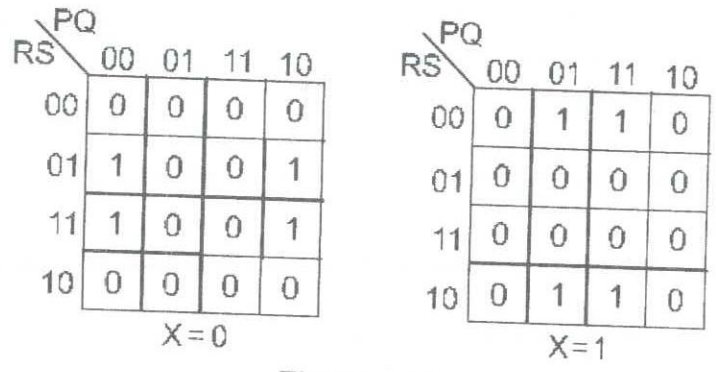 PQ PQ
RS 00 01 11 10 RS 00 01 11 10
00 0 0 0 0 00 0 1 1 0
01 1 0 0 1 01 0 0 0 0
11 1 0 0 1 11 0 0 0 0
10 0 0 0 0 10 0 1 1 0
X = 0 X = 1